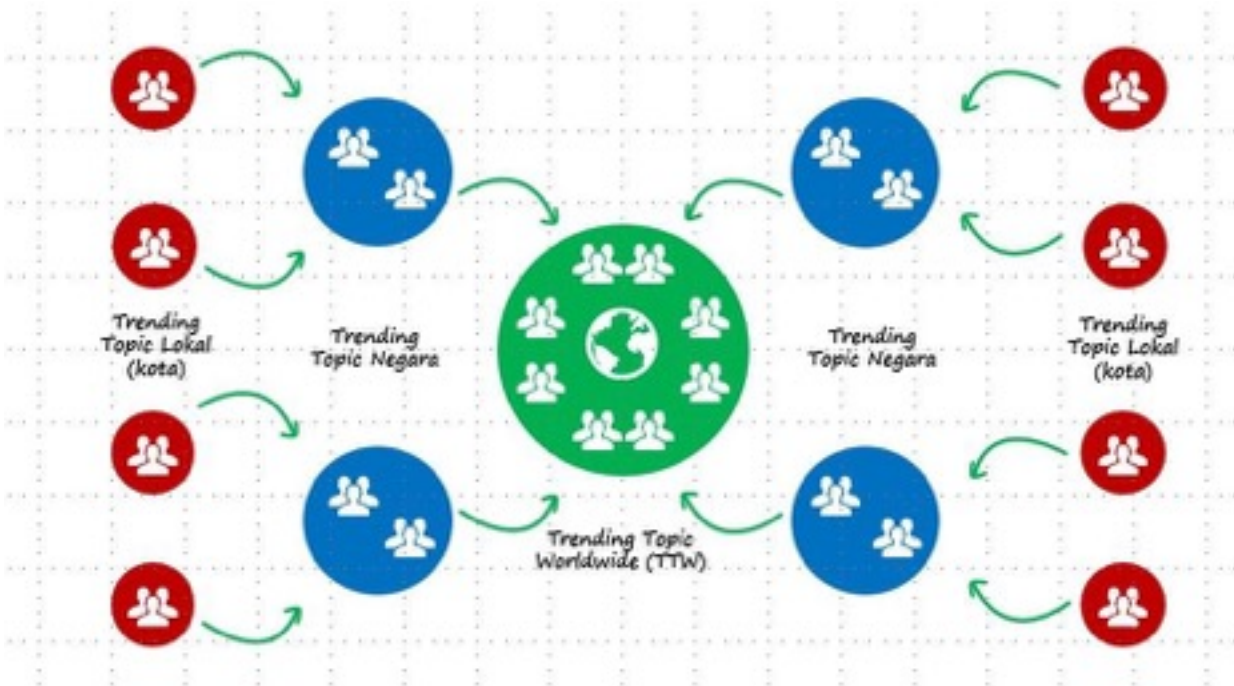 Trending
Topic Lokal
(kota)
Trending
Topic Negara
Trending Topic
Worldwide (TTW)
Trending
Topic Negara
Trending
Topic Lokal
(kota)